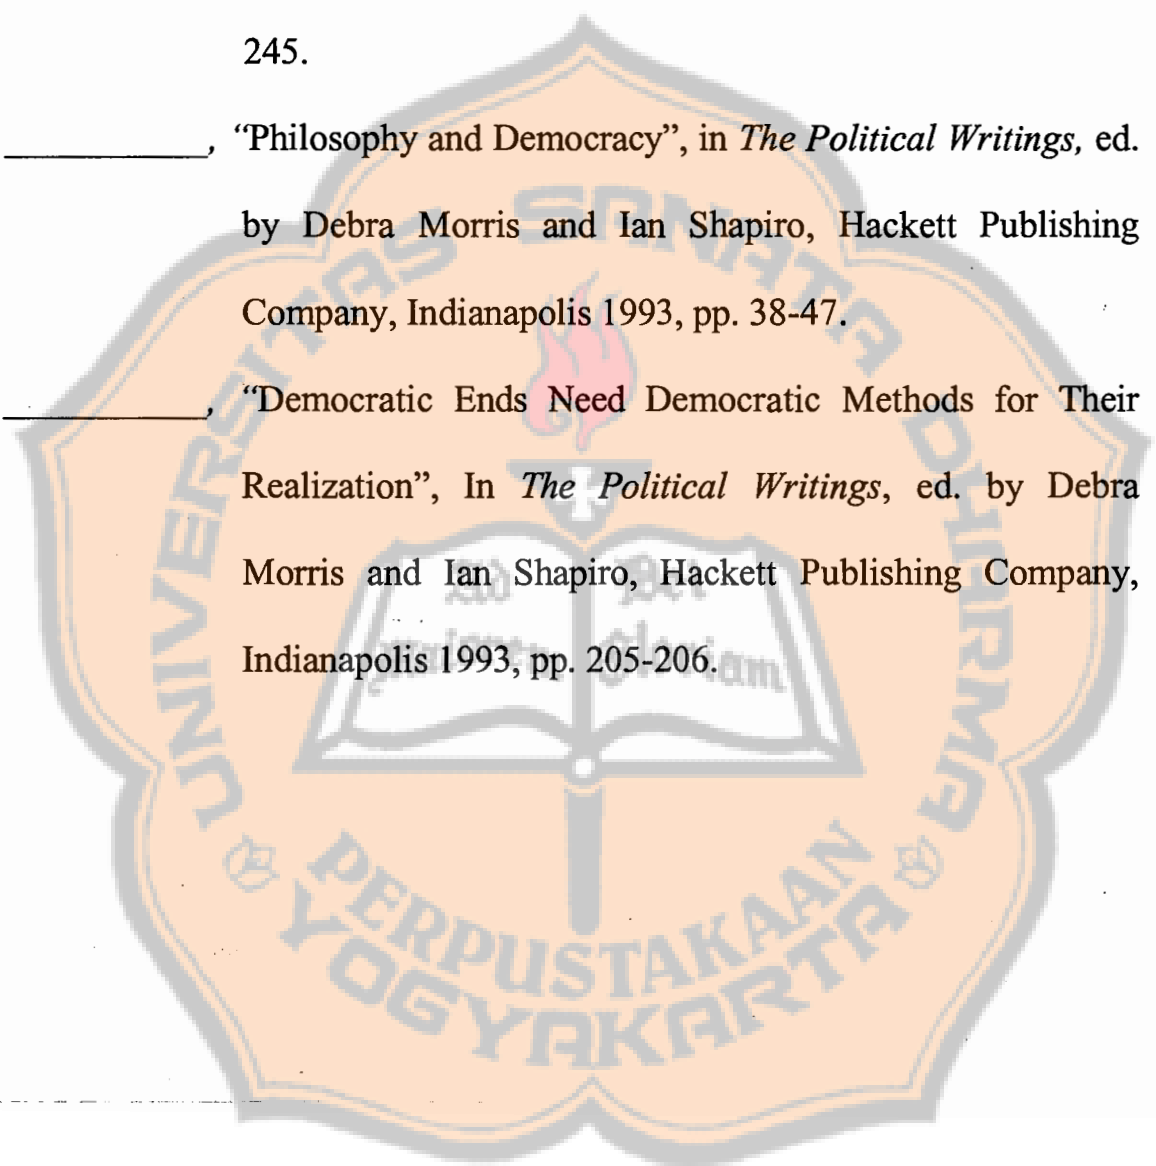 245.
__________, “Philosophy and Democracy”, in The Political Writings, ed.
by Debra Morris and Ian Shapiro, Hackett Publishing
Company, Indianapolis 1993, pp. 38-47.
__________, “Democratic Ends Need Democratic Methods for Their
Realization”, In The Political Writings, ed. by Debra
Morris and Ian Shapiro, Hackett Publishing Company,
Indianapolis 1993, pp. 205-206.
UNIVERSITAS SANATA DHARMA
PERPUSTAKAAN
YOGYAKARTA